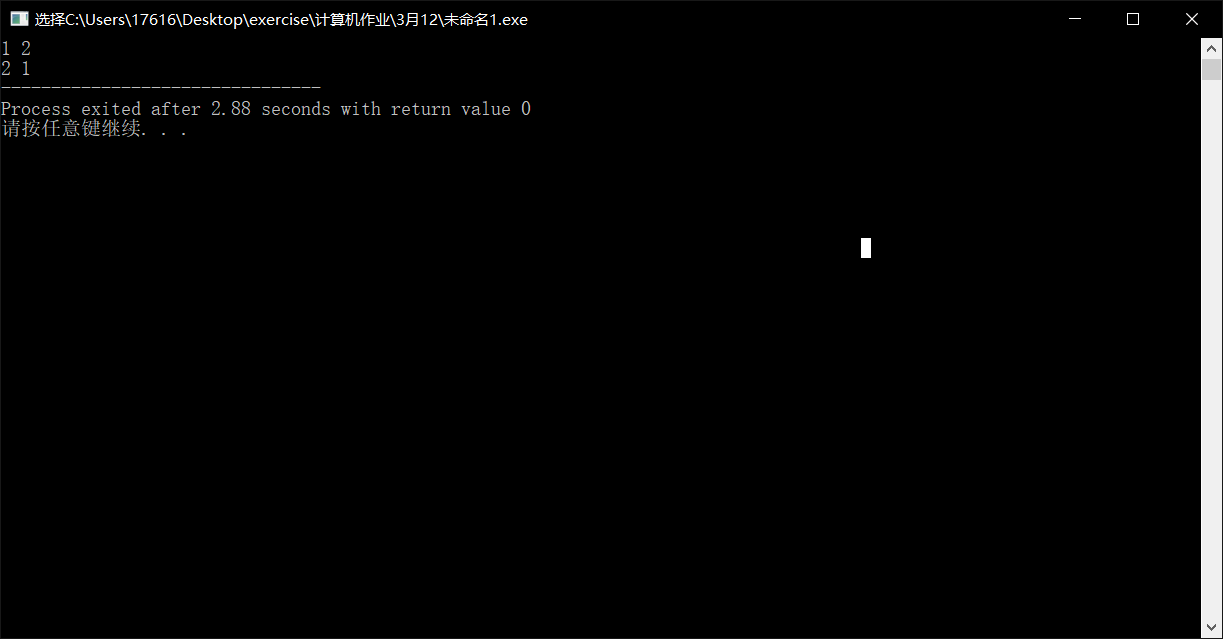 选择C:\Users\17616\Desktop\exercise\计算机作业\3月12\未命名1.exe
1 2
2 1
--------------------------------
Process exited after 2.88 seconds with return value 0
请按任意键继续. . .